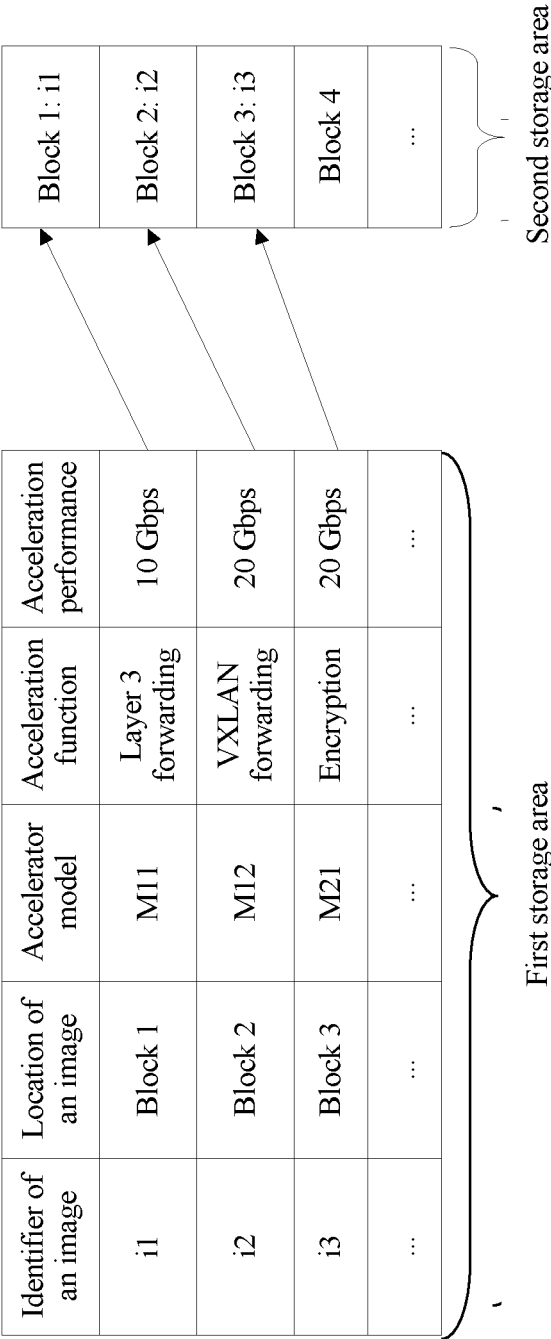 Identifier of
an image
Location of
an image
Accelerator
model
Acceleration
function
Acceleration
performance
i1
Block 1
M11
Layer 3
forwarding
10 Gbps
i2
Block 2
M12
VXLAN
forwarding
20 Gbps
i3
Block 3
M21
Encryption
20 Gbps
...
...
...
...
...
First storage area
Block 1: i1
Block 2: i2
Block 3: i3
Block 4
...
Second storage area